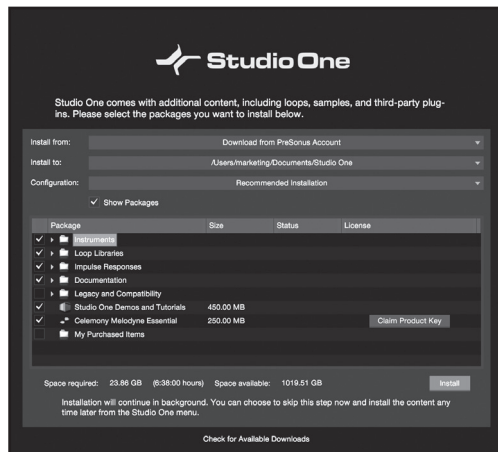 Studio One
Studio One comes with additional content, including loops, samples, and third-party plug-
ins. Please select the packages you want to install below.
Install from: Download from PreSonus Account
Install to: /Users/marketing/Documents/Studio One
Configuration: Recommended Installation
Show Packages
Package Size Status License
Instruments
Loop Libraries
Impulse Responses
Documentation
Legacy and Compatibility
Studio One Demos and Tutorials 450.00 MB
Celemony Melodyne Essential 250.00 MB Claim Product Key
My Purchased Items
Space required: 23.86 GB (6:38:00 hours) Space available: 1019.51 GB Install
Installation will continue in background. You can choose to skip this step now and install the content any
time later from the Studio One menu.
Check for Available Downloads